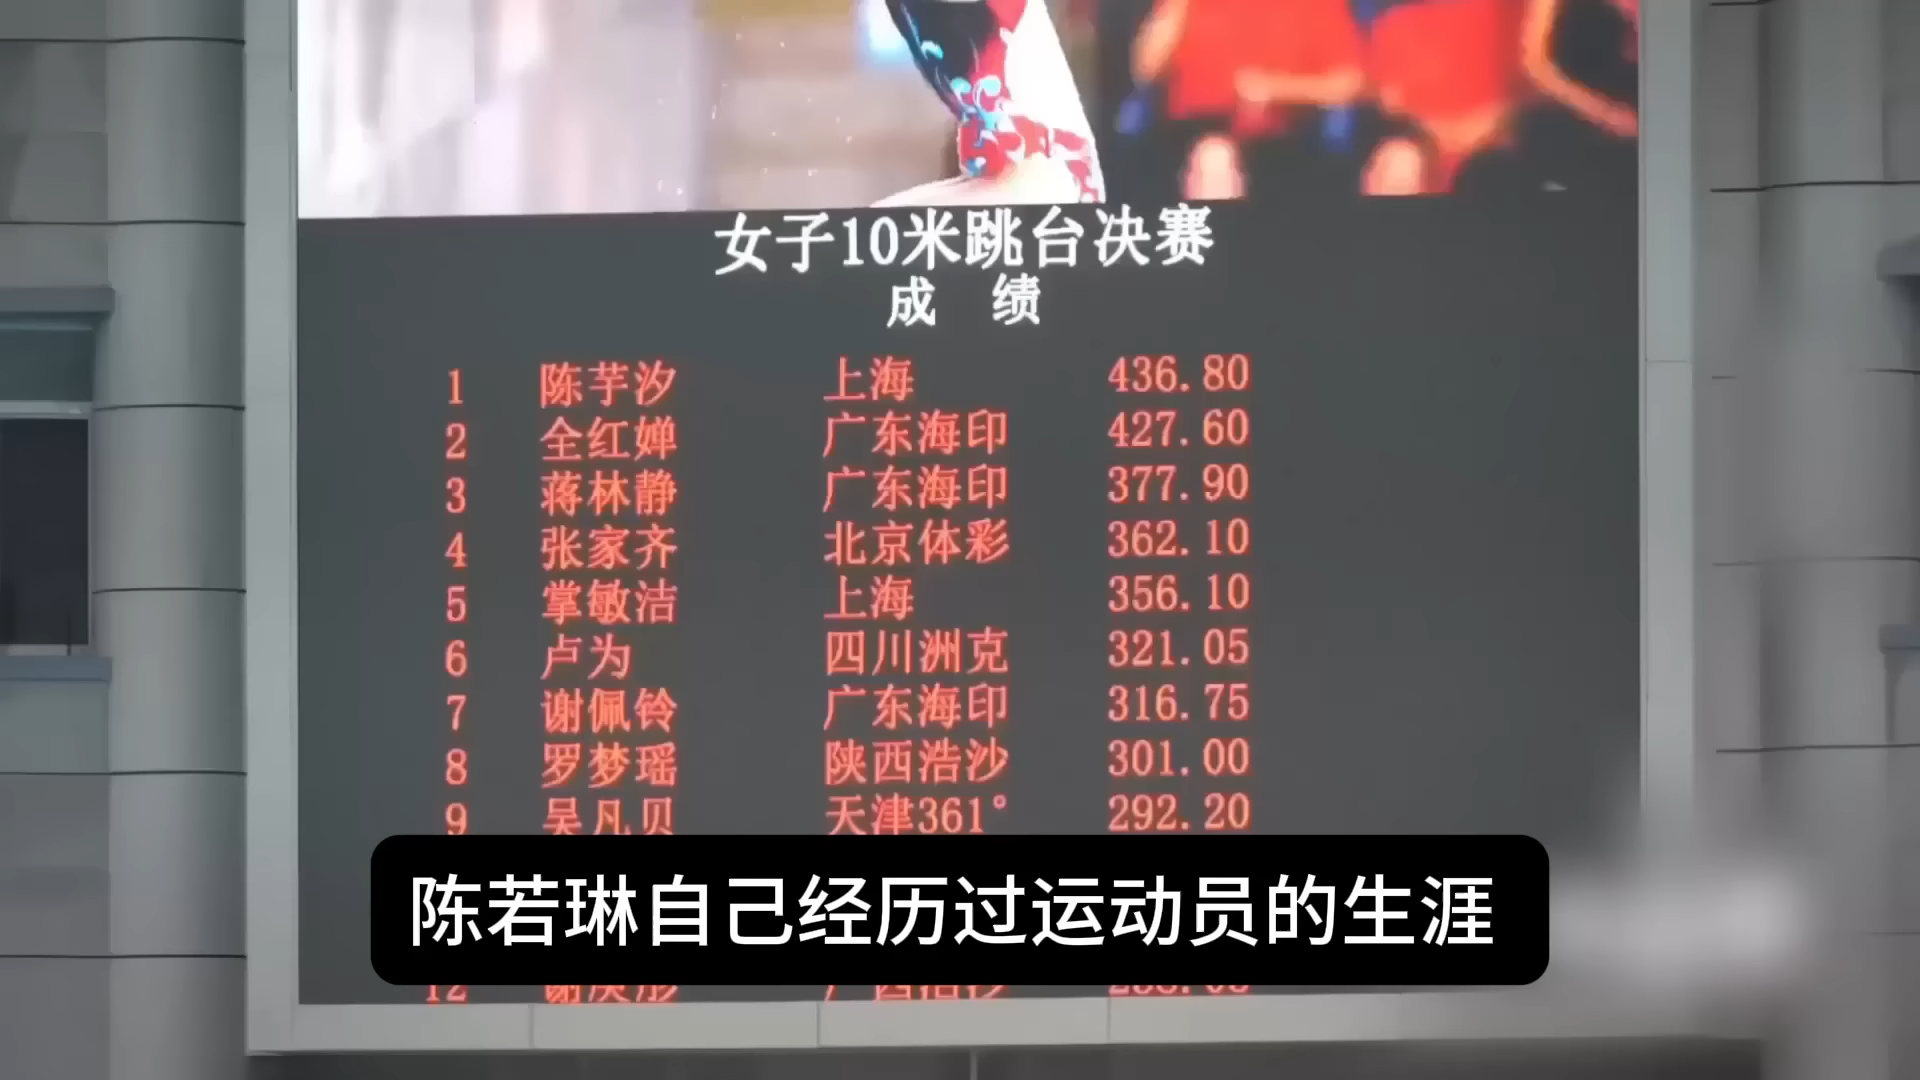 女子10米跳台决赛
成 绩
1 陈芋汐 上海 436.80
2 全红婵 广东海印 427.60
3 蒋林静 广东海印 377.90
4 张家齐 北京体彩 362.10
5 掌敏洁 上海 356.10
6 卢为 四川洲克 321.05
7 谢佩铃 广东海印 316.75
8 罗梦瑶 陕西浩沙 301.00
9 吴凡贝 天津361° 292.20
陈若琳自己经历过运动员的生涯
12